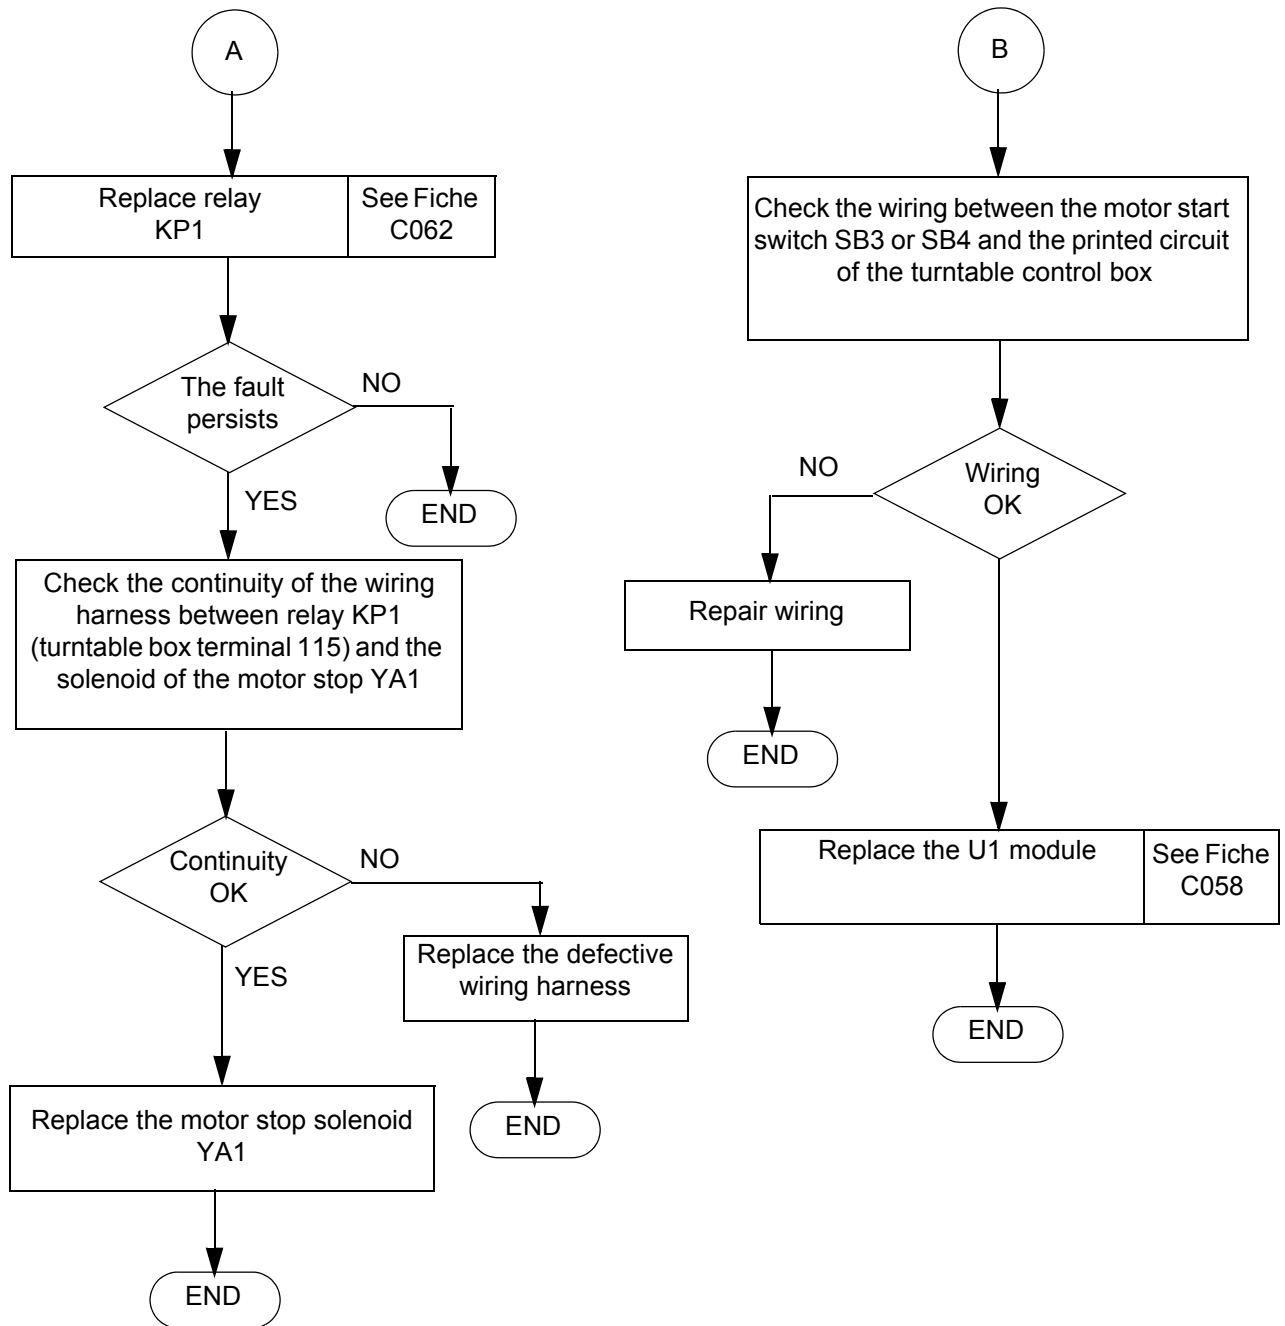 A
Replace relay
KP1
See Fiche
C062
The fault
persists
NO
END
YES
Check the continuity of the wiring
harness between relay KP1
(turntable box terminal 115) and the
solenoid of the motor stop YA1
Continuity
OK
NO
Replace the defective
wiring harness
END
YES
Replace the motor stop solenoid
YA1
END
B
Check the wiring between the motor start
switch SB3 or SB4 and the printed circuit
of the turntable control box
Wiring
OK
NO
Repair wiring
END
Replace the U1 module
See Fiche
C058
END